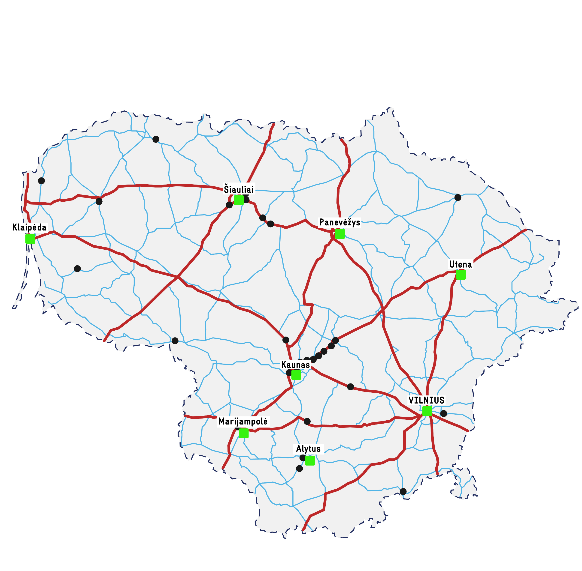 Šiauliai
Klaipėda
Panevėžys
Utena
Kaunas
VILNIUS
Marijampolė
Alytus